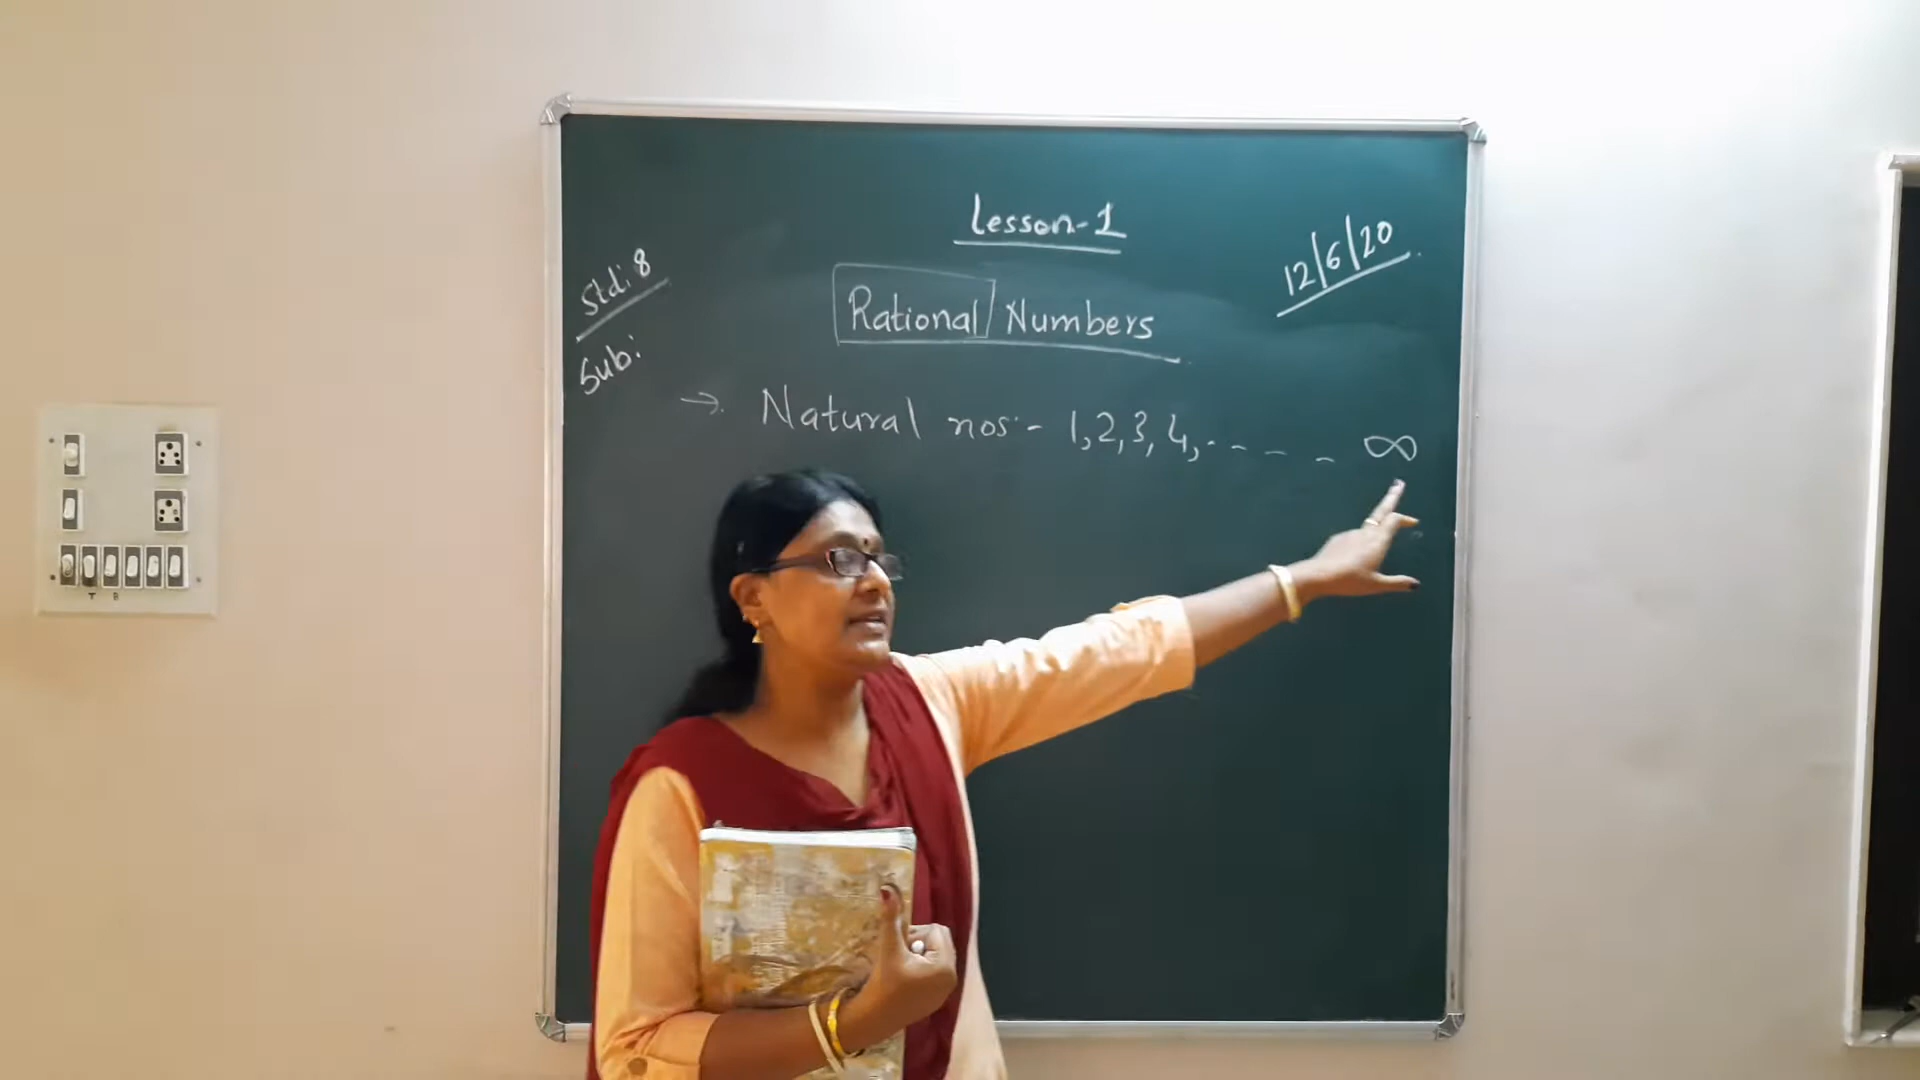 Lesson-1
12/6/20
Std: 8
Rational Numbers
Sub:
→ Natural nos:- 1,2,3,4,- - - - ∞